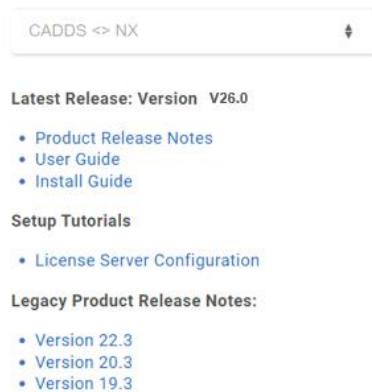 CADDS <> NX
Latest Release: Version V26.0
Product Release Notes
User Guide
Install Guide
Setup Tutorials
License Server Configuration
Legacy Product Release Notes:
Version 22.3
Version 20.3
Version 19.3